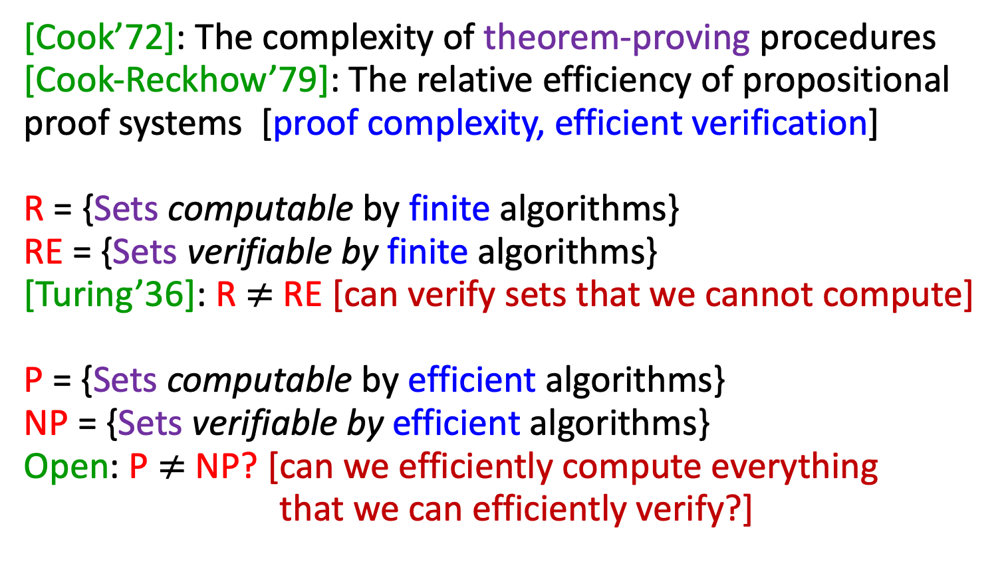 [Cook’72]: The complexity of theorem-proving procedures
[Cook-Reckhow’79]: The relative efficiency of propositional
proof systems [proof complexity, efficient verification]
R = {Sets computable by finite algorithms}
RE = {Sets verifiable by finite algorithms}
[Turing’36]: R ≠ RE [can verify sets that we cannot compute]
P = {Sets computable by efficient algorithms}
NP = {Sets verifiable by efficient algorithms}
Open: P ≠ NP? [can we efficiently compute everything
that we can efficiently verify?]